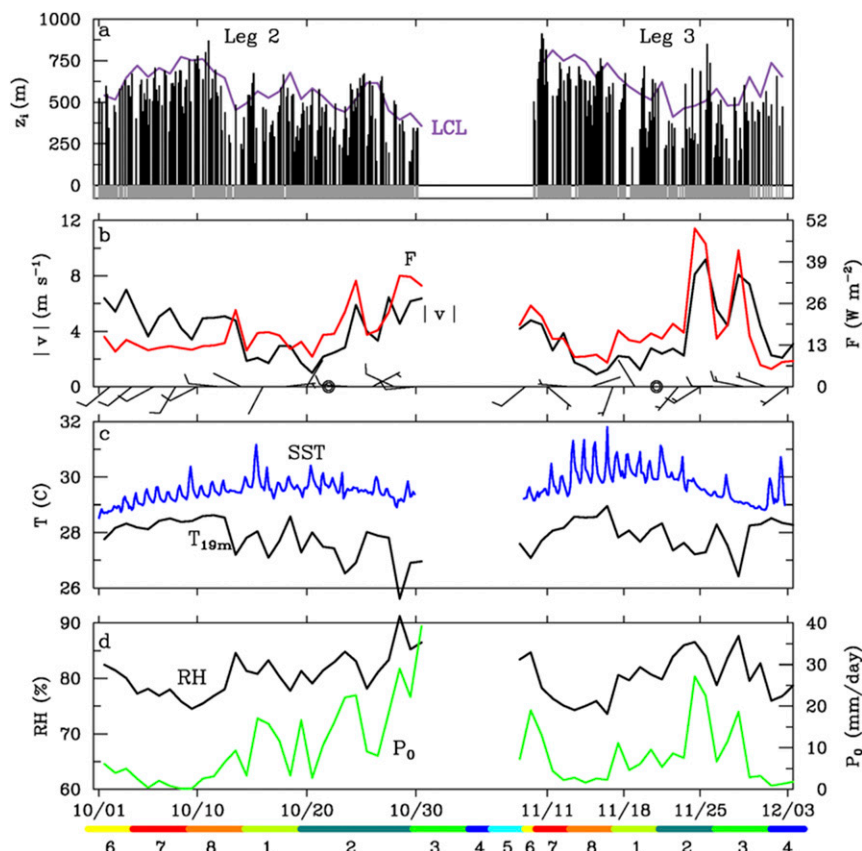 1000
a
Leg 2
Leg 3
750
500
250
0
z_i (m)
LCL
12
b
52
8
39
4
26
13
0
0
|v| (m s⁻¹)
F (W m⁻²)
F
|v|
32
c
30
28
26
T (C)
SST
T_19m
90
d
40
80
30
70
20
10
60
0
RH (%)
P_0 (mm/day)
RH
P_0
10/01 10/10 10/20 10/30 11/11 11/18 11/25 12/03
6 7 8 1 2 3 4 5 6 7 8 1 2 3 4